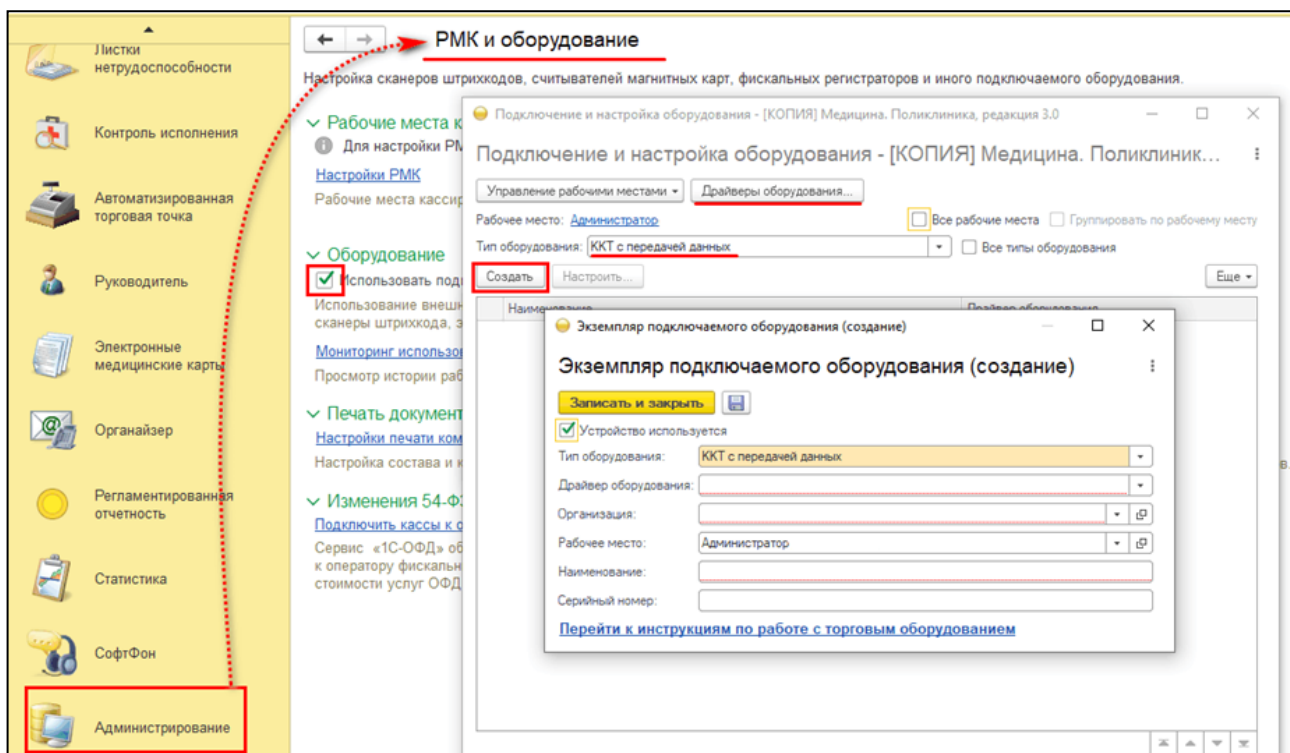 Листки
нетрудоспособности
Контроль исполнения
Автоматизированная
торговая точка
Руководитель
Электронные
медицинские карты
Органайзер
Регламентированная
отчетность
Статистика
СофтФон
Администрирование
РМК и оборудование
Настройка сканеров штрихкодов, считывателей магнитных карт, фискальных регистраторов и иного подключаемого оборудования.
Рабочие места к
Для настройки РМ
Настройки РМК
Рабочие места кассир
Оборудование
Использовать под
Использование внешн
сканеры штрихкода, э
Мониторинг использов
Просмотр истории раб
Печать документ
Настройки печати ком
Настройка состава и к
Изменения 54-ФЗ
Подключить кассы к о
Сервис «1С-ОФД» об
к оператору фискальн
стоимости услуг ОФД
в.
Подключение и настройка оборудования - [КОПИЯ] Медицина. Поликлиника, редакция 3.0
Подключение и настройка оборудования - [КОПИЯ] Медицина. Поликлиник...
Управление рабочими местами
Драйверы оборудования...
Рабочее место: Администратор
Все рабочие места
Группировать по рабочему месту
Тип оборудования: ККТ с передачей данных
Все типы оборудования
Создать
Настроить...
Еще
Наименование
Драйвер оборудования
Экземпляр подключаемого оборудования (создание)
Экземпляр подключаемого оборудования (создание)
Записать и закрыть
Устройство используется
Тип оборудования: ККТ с передачей данных
Драйвер оборудования:
Организация:
Рабочее место: Администратор
Наименование:
Серийный номер:
Перейти к инструкциям по работе с торговым оборудованием